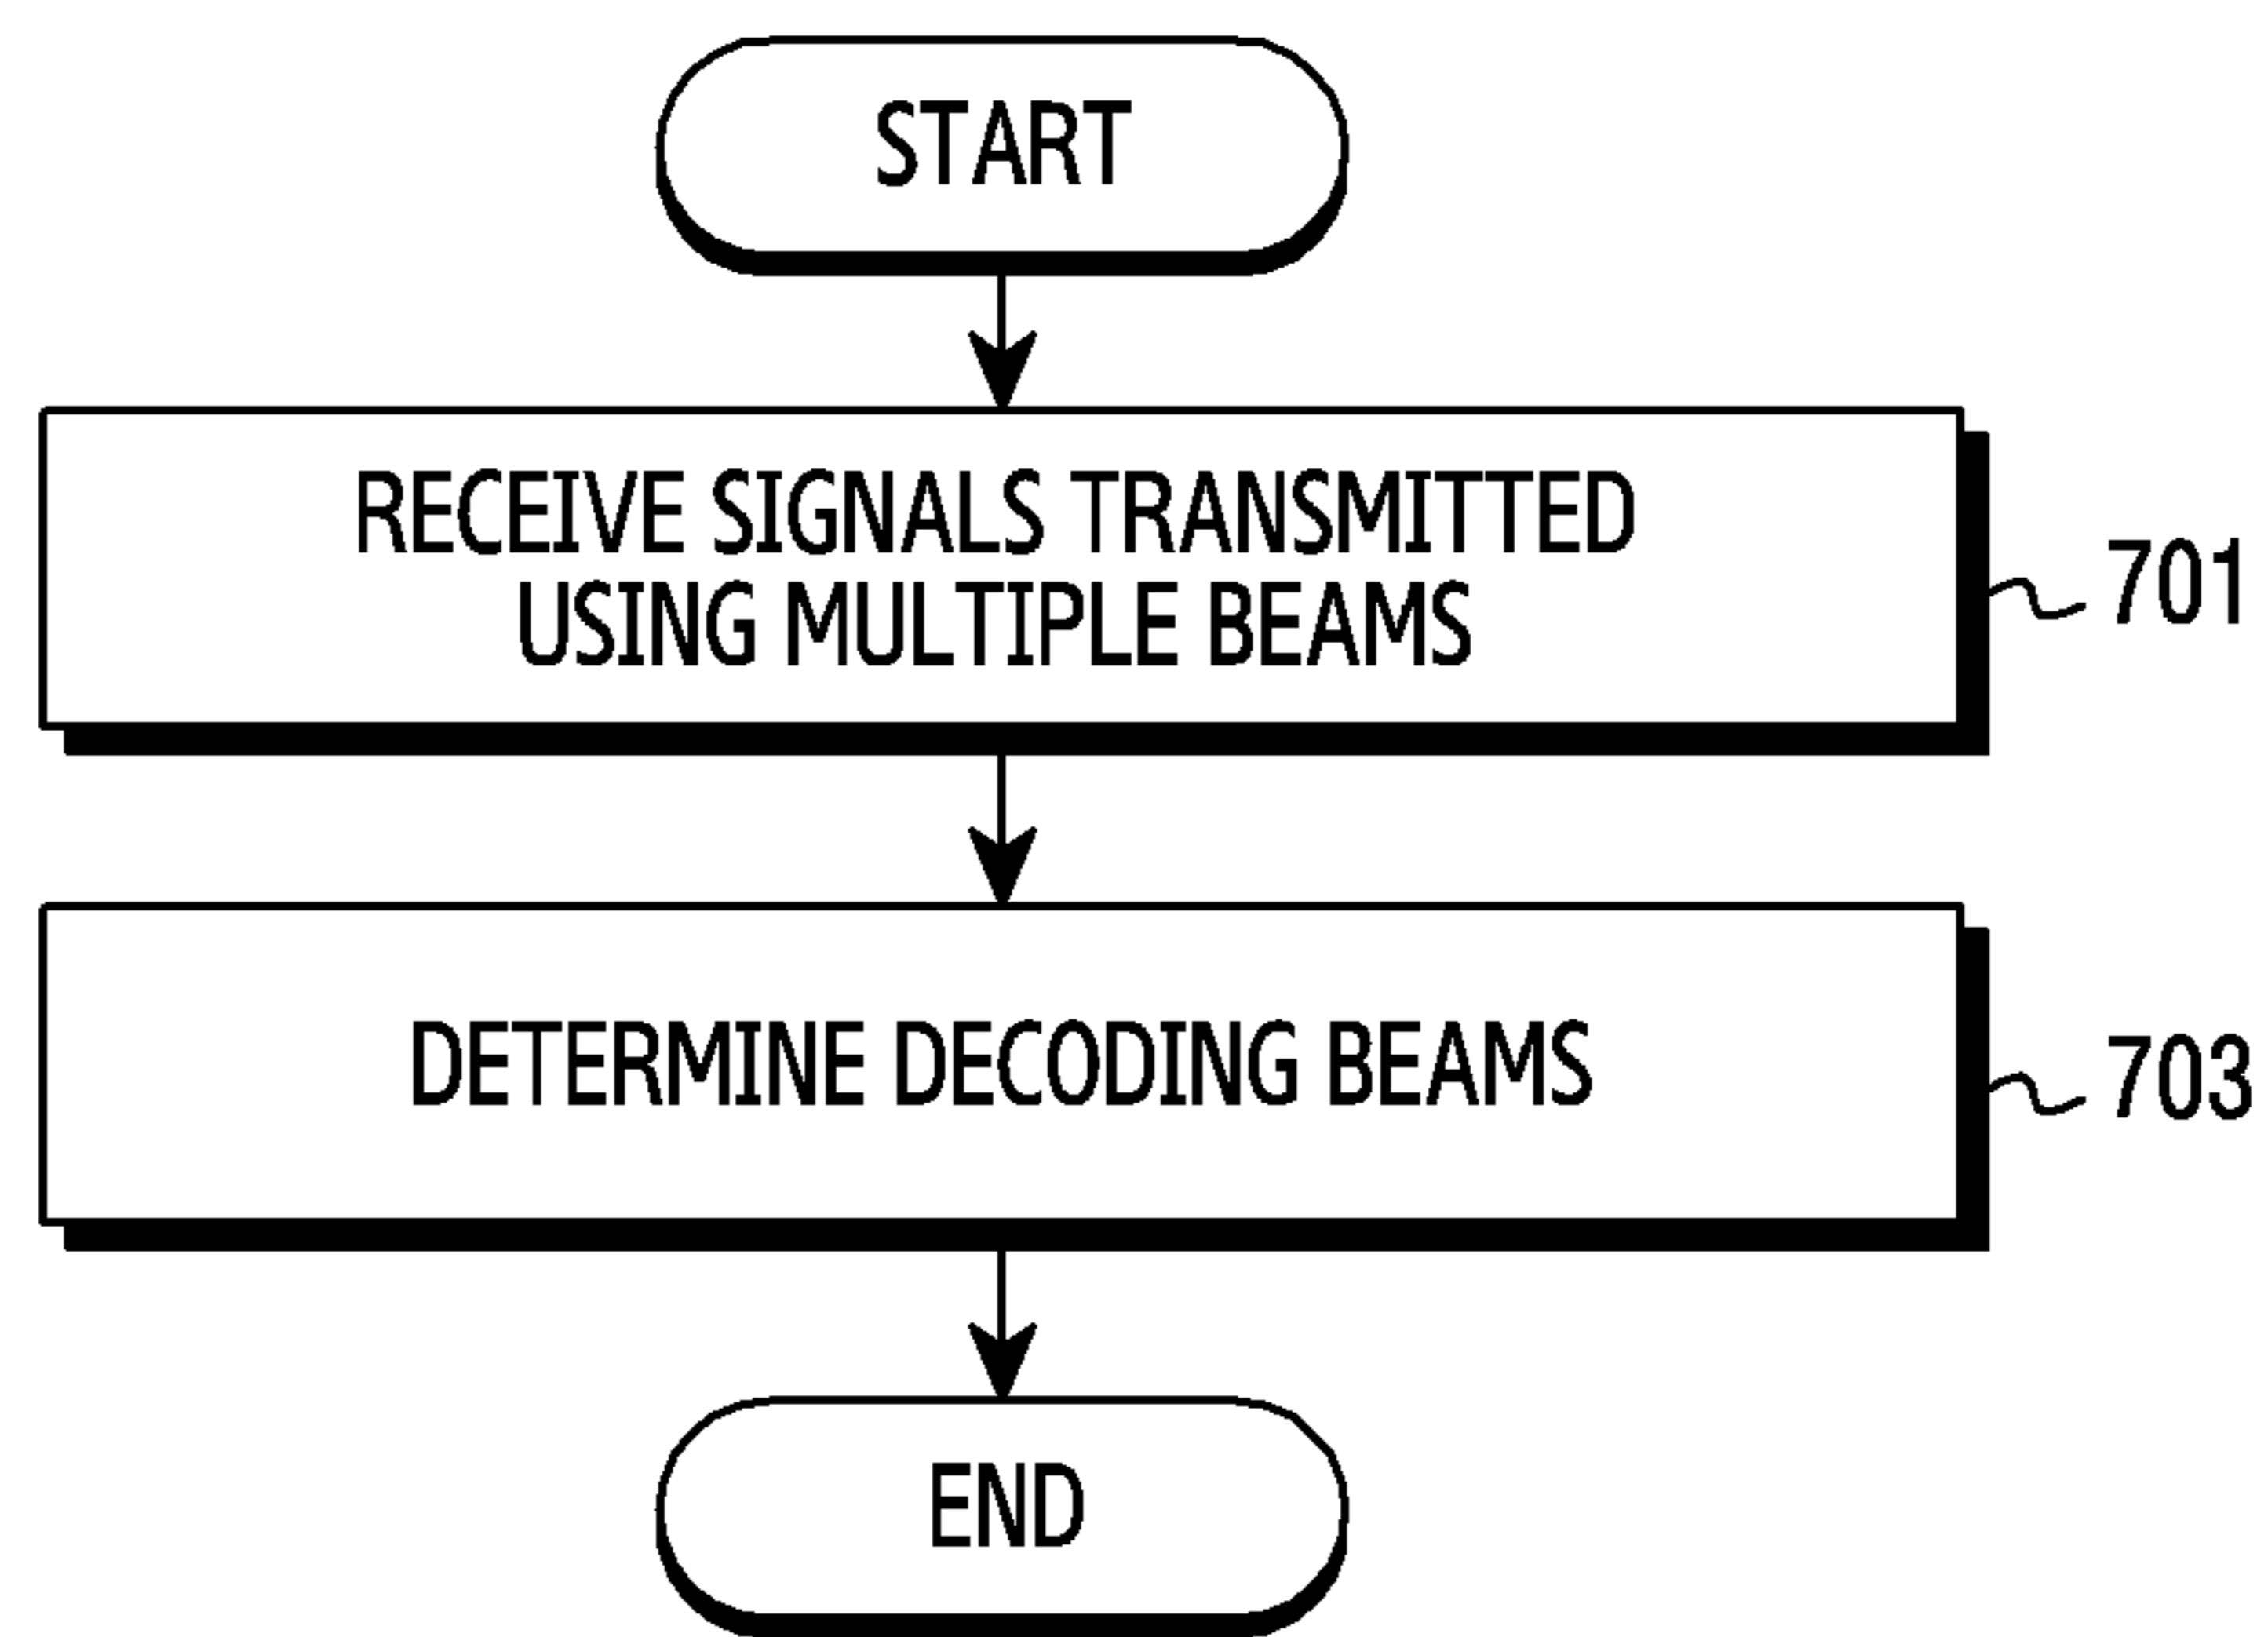 START
RECEIVE SIGNALS TRANSMITTED
USING MULTIPLE BEAMS
701
DETERMINE DECODING BEAMS
703
END